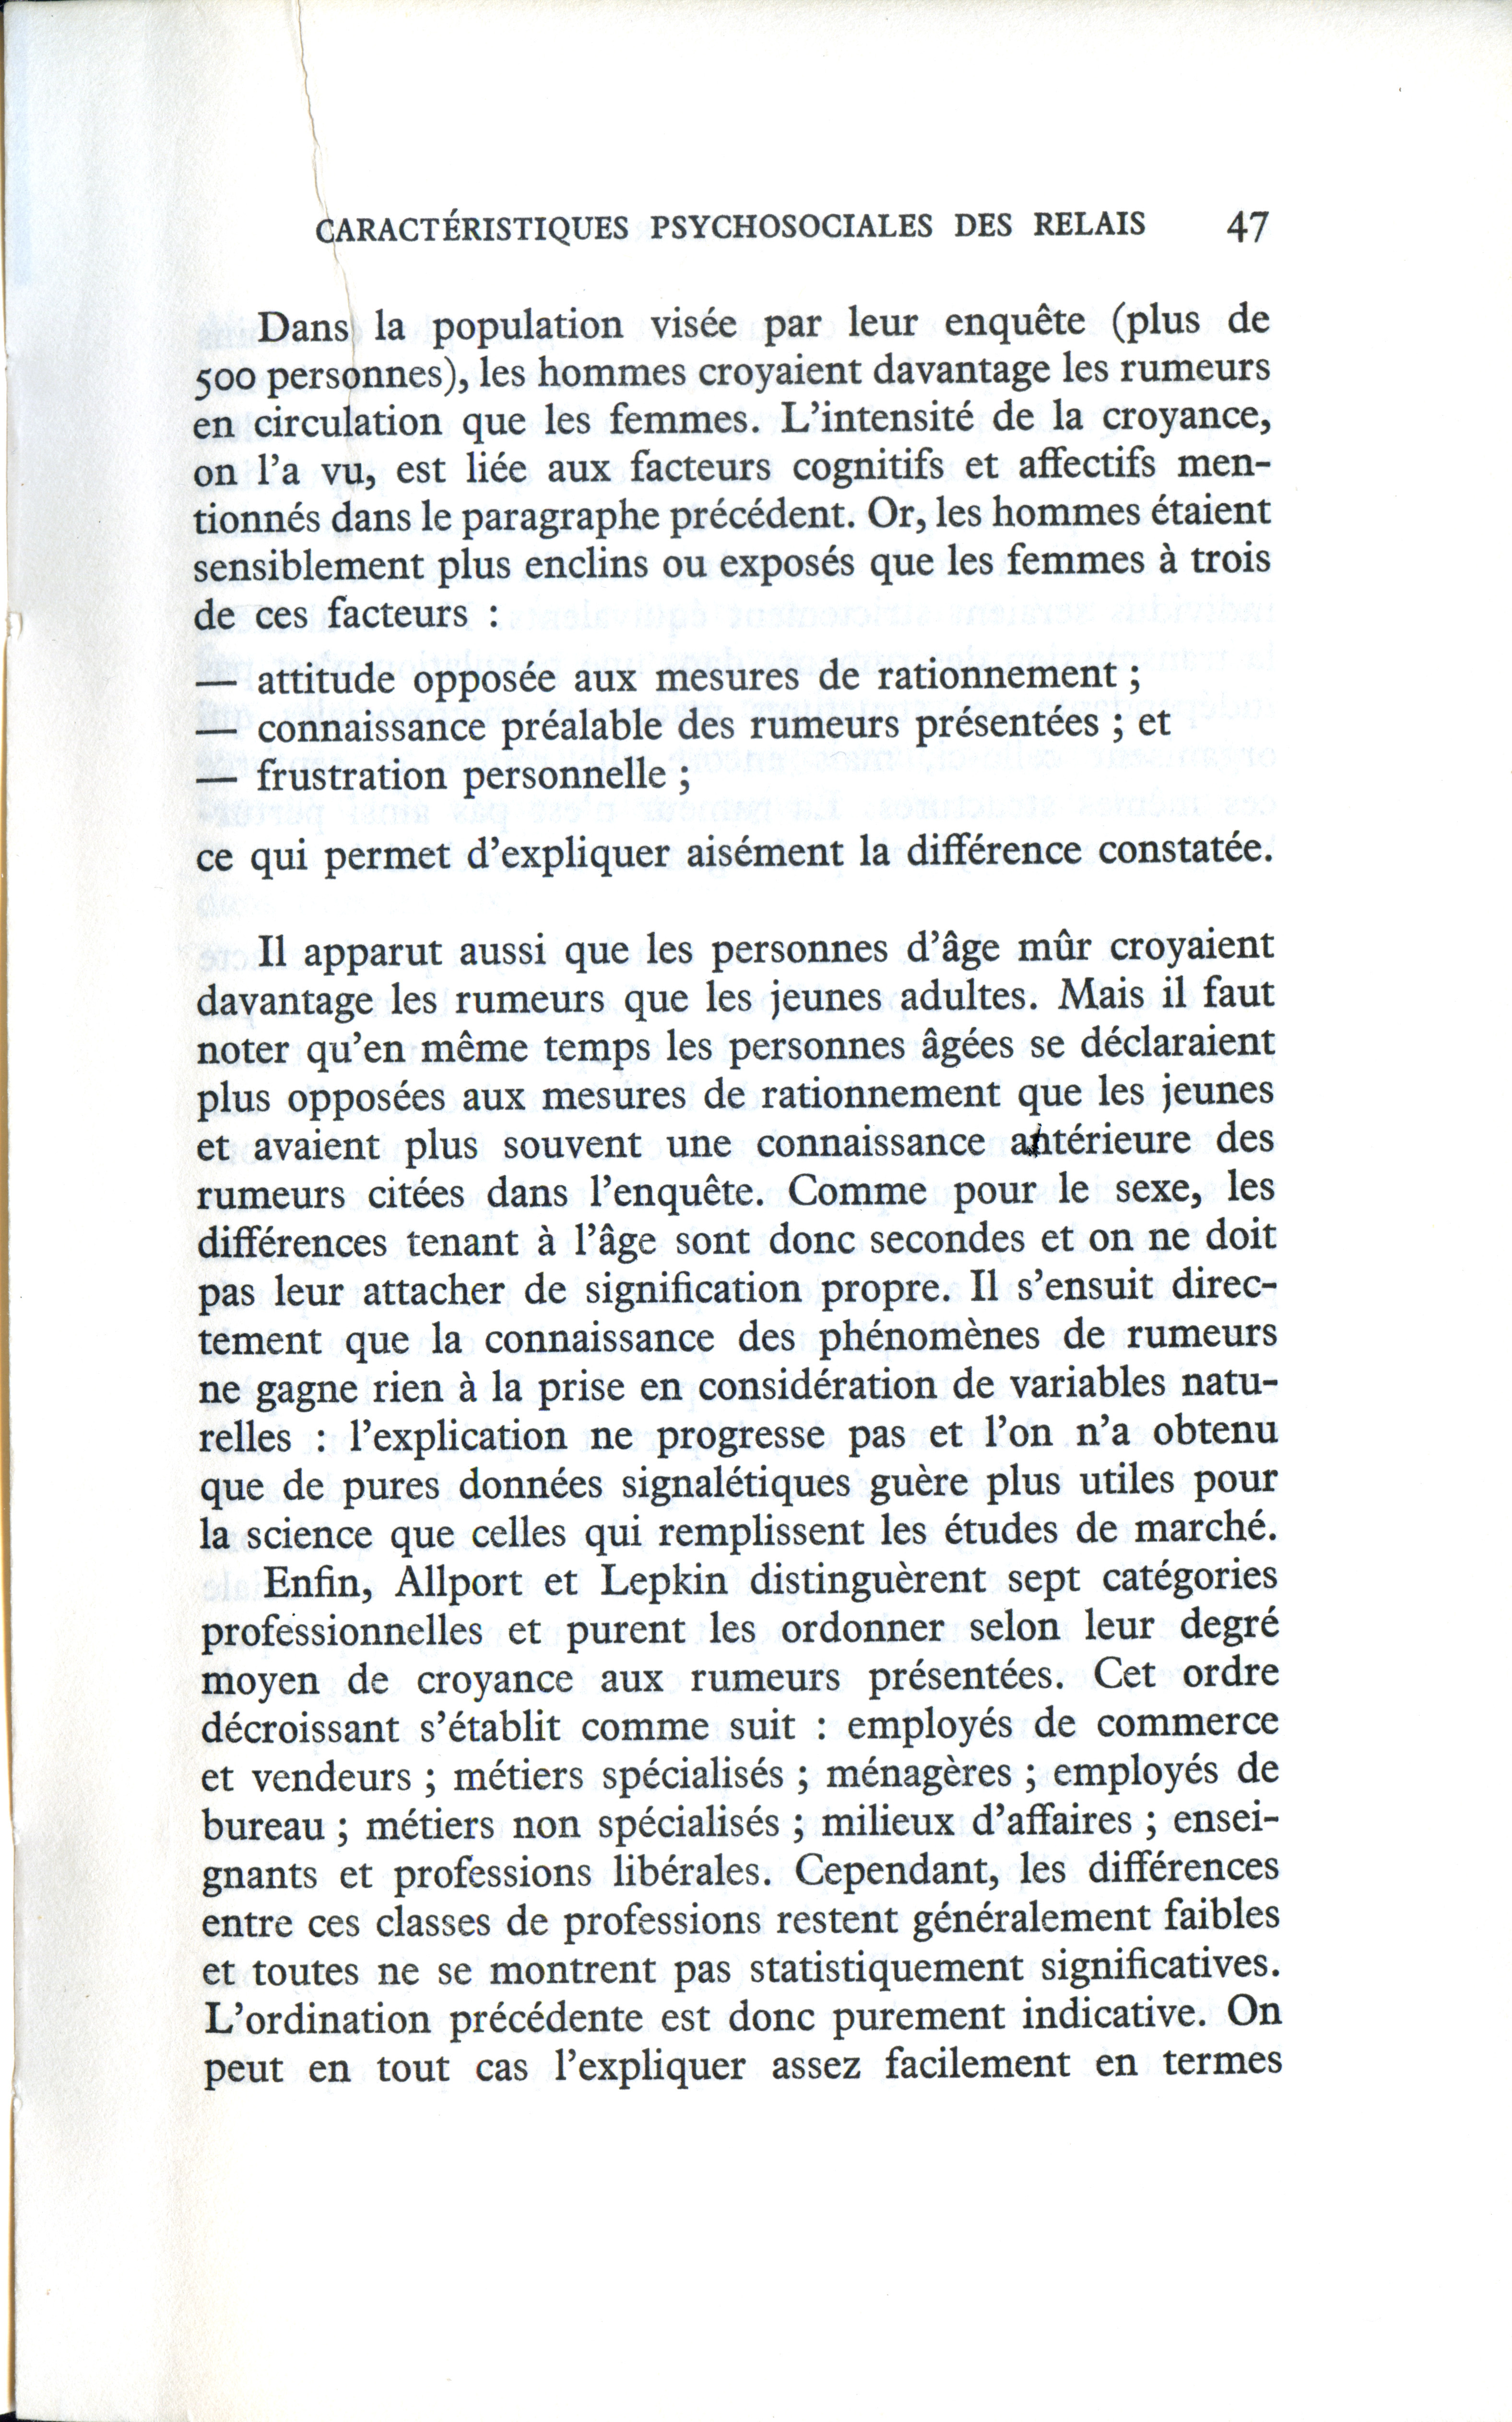 CARACTÉRISTIQUES PSYCHOSOCIALES DES RELAIS 47
Dans la population visée par leur enquête (plus de
500 personnes), les hommes croyaient davantage les rumeurs
en circulation que les femmes. L'intensité de la croyance,
on l'a vu, est liée aux facteurs cognitifs et affectifs men-
tionnés dans le paragraphe précédent. Or, les hommes étaient
sensiblement plus enclins ou exposés que les femmes à trois
de ces facteurs :
— attitude opposée aux mesures de rationnement ;
— connaissance préalable des rumeurs présentées ; et
— frustration personnelle ;
ce qui permet d'expliquer aisément la différence constatée.
Il apparut aussi que les personnes d'âge mûr croyaient
davantage les rumeurs que les jeunes adultes. Mais il faut
noter qu'en même temps les personnes âgées se déclaraient
plus opposées aux mesures de rationnement que les jeunes
et avaient plus souvent une connaissance antérieure des
rumeurs citées dans l'enquête. Comme pour le sexe, les
différences tenant à l'âge sont donc secondes et on ne doit
pas leur attacher de signification propre. Il s'ensuit direc-
tement que la connaissance des phénomènes de rumeurs
ne gagne rien à la prise en considération de variables natu-
relles : l'explication ne progresse pas et l'on n'a obtenu
que de pures données signalétiques guère plus utiles pour
la science que celles qui remplissent les études de marché.
Enfin, Allport et Lepkin distinguèrent sept catégories
professionnelles et purent les ordonner selon leur degré
moyen de croyance aux rumeurs présentées. Cet ordre
décroissant s'établit comme suit : employés de commerce
et vendeurs ; métiers spécialisés ; ménagères ; employés de
bureau ; métiers non spécialisés ; milieux d'affaires ; ensei-
gnants et professions libérales. Cependant, les différences
entre ces classes de professions restent généralement faibles
et toutes ne se montrent pas statistiquement significatives.
L'ordination précédente est donc purement indicative. On
peut en tout cas l'expliquer assez facilement en termes